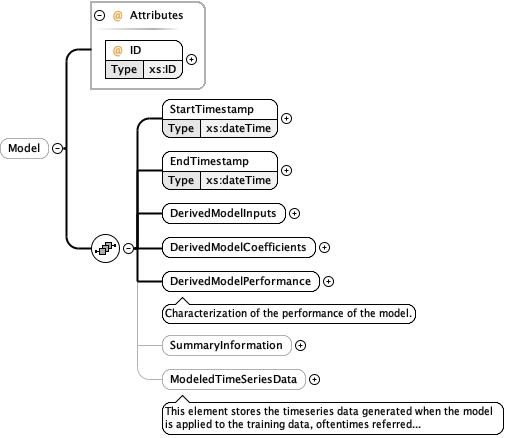 @ Attributes
@ ID
Type xs:ID
Model
StartTimestamp
Type xs:dateTime
EndTimestamp
Type xs:dateTime
DerivedModelInputs
DerivedModelCoefficients
DerivedModelPerformance
Characterization of the performance of the model.
SummaryInformation
ModeledTimeSeriesData
This element stores the timeseries data generated when the model
is applied to the training data, oftentimes referred...